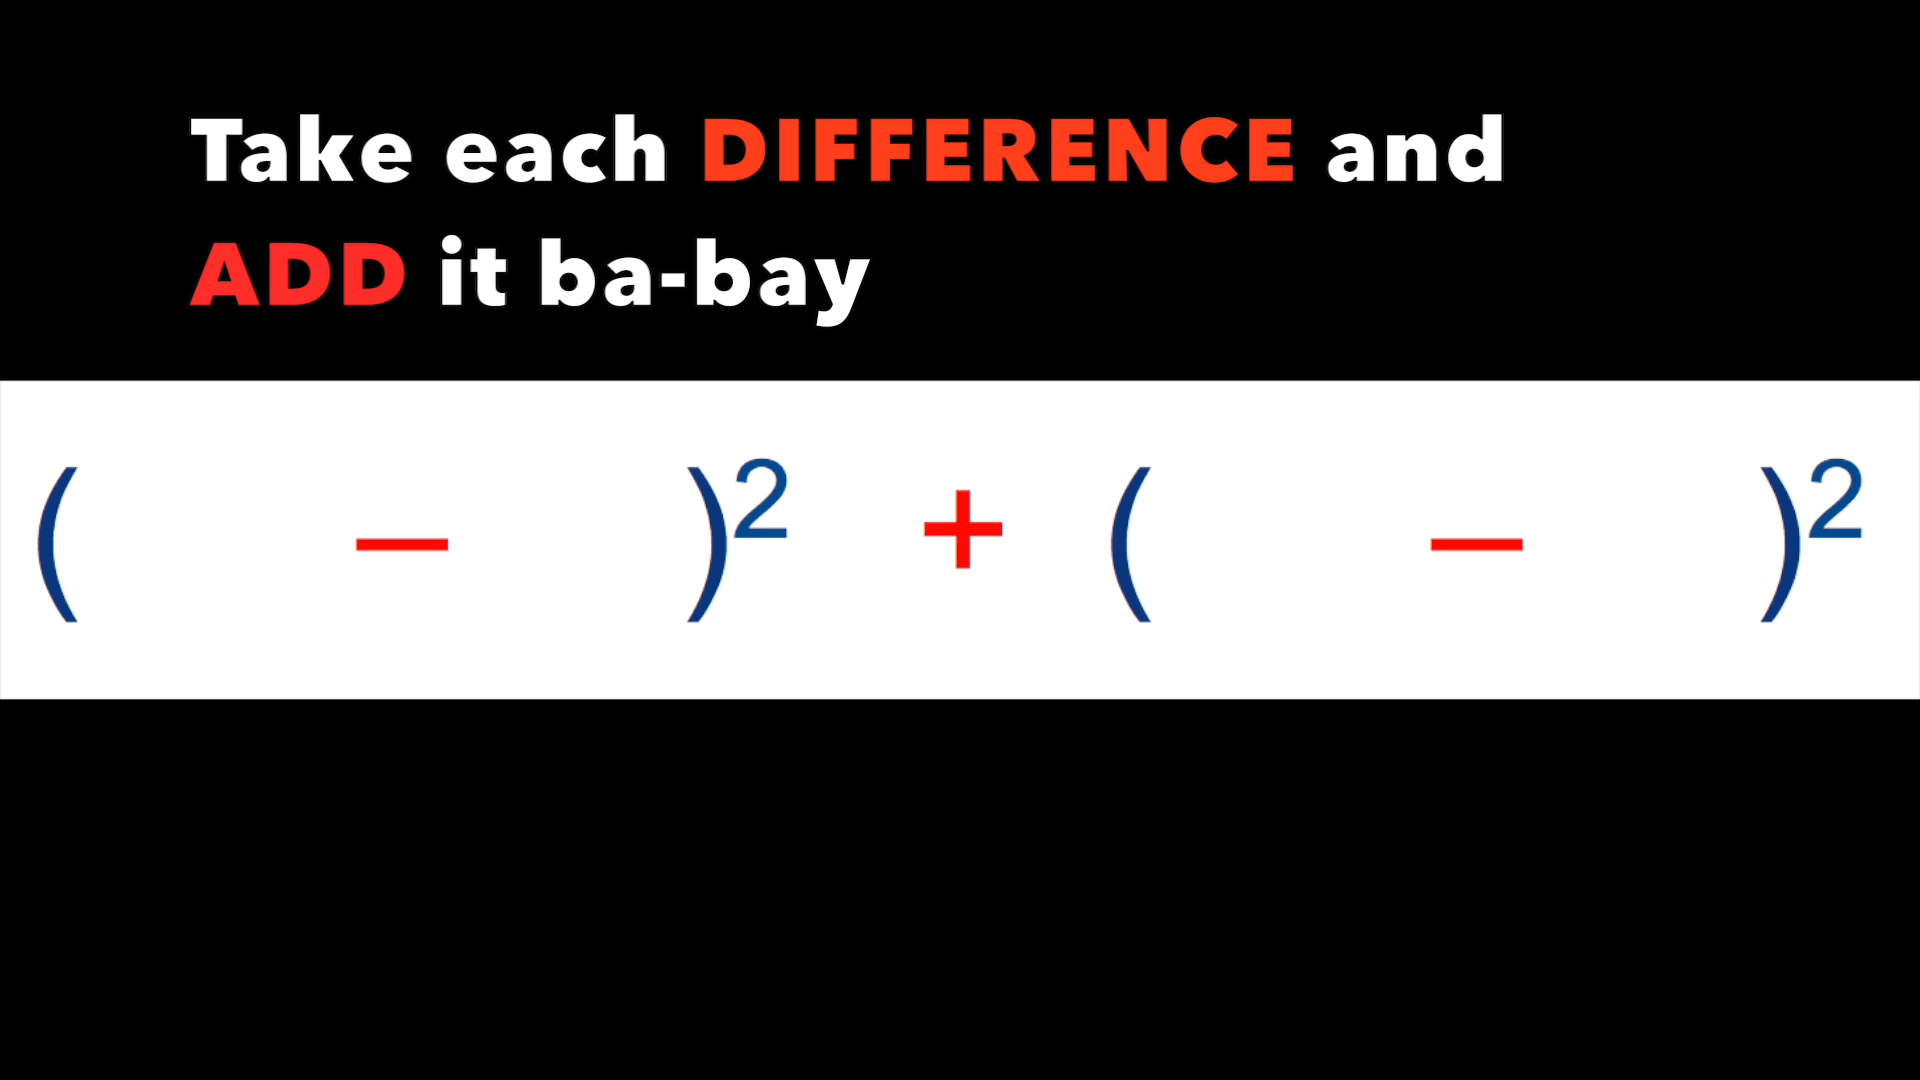 Take each DIFFERENCE and
ADD it ba-bay
( – )² + ( – )²